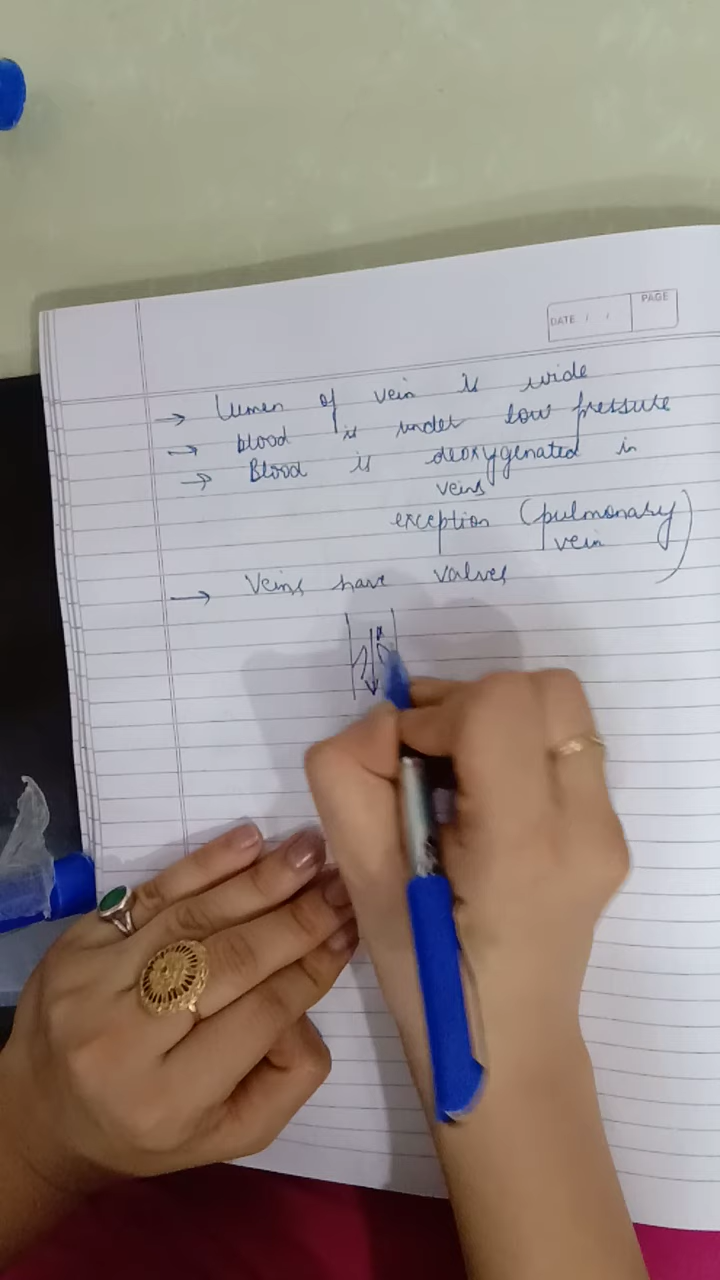 PAGE
DATE / /
→ Lumen of vein is wide
→ blood is under low pressure
→ Blood is deoxygenated in
veins
exception (pulmonary
vein)
→ Veins have valves